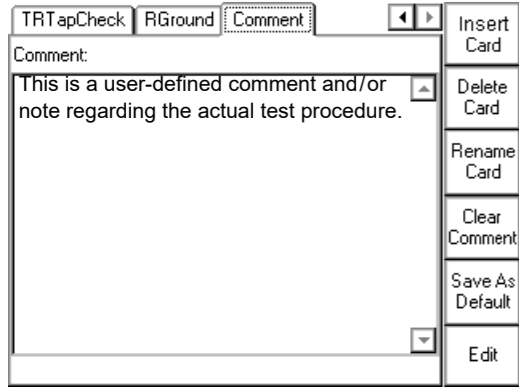 TRTapCheck RGround Comment
Comment:
This is a user-defined comment and/or
note regarding the actual test procedure.
Insert
Card
Delete
Card
Rename
Card
Clear
Comment
Save As
Default
Edit